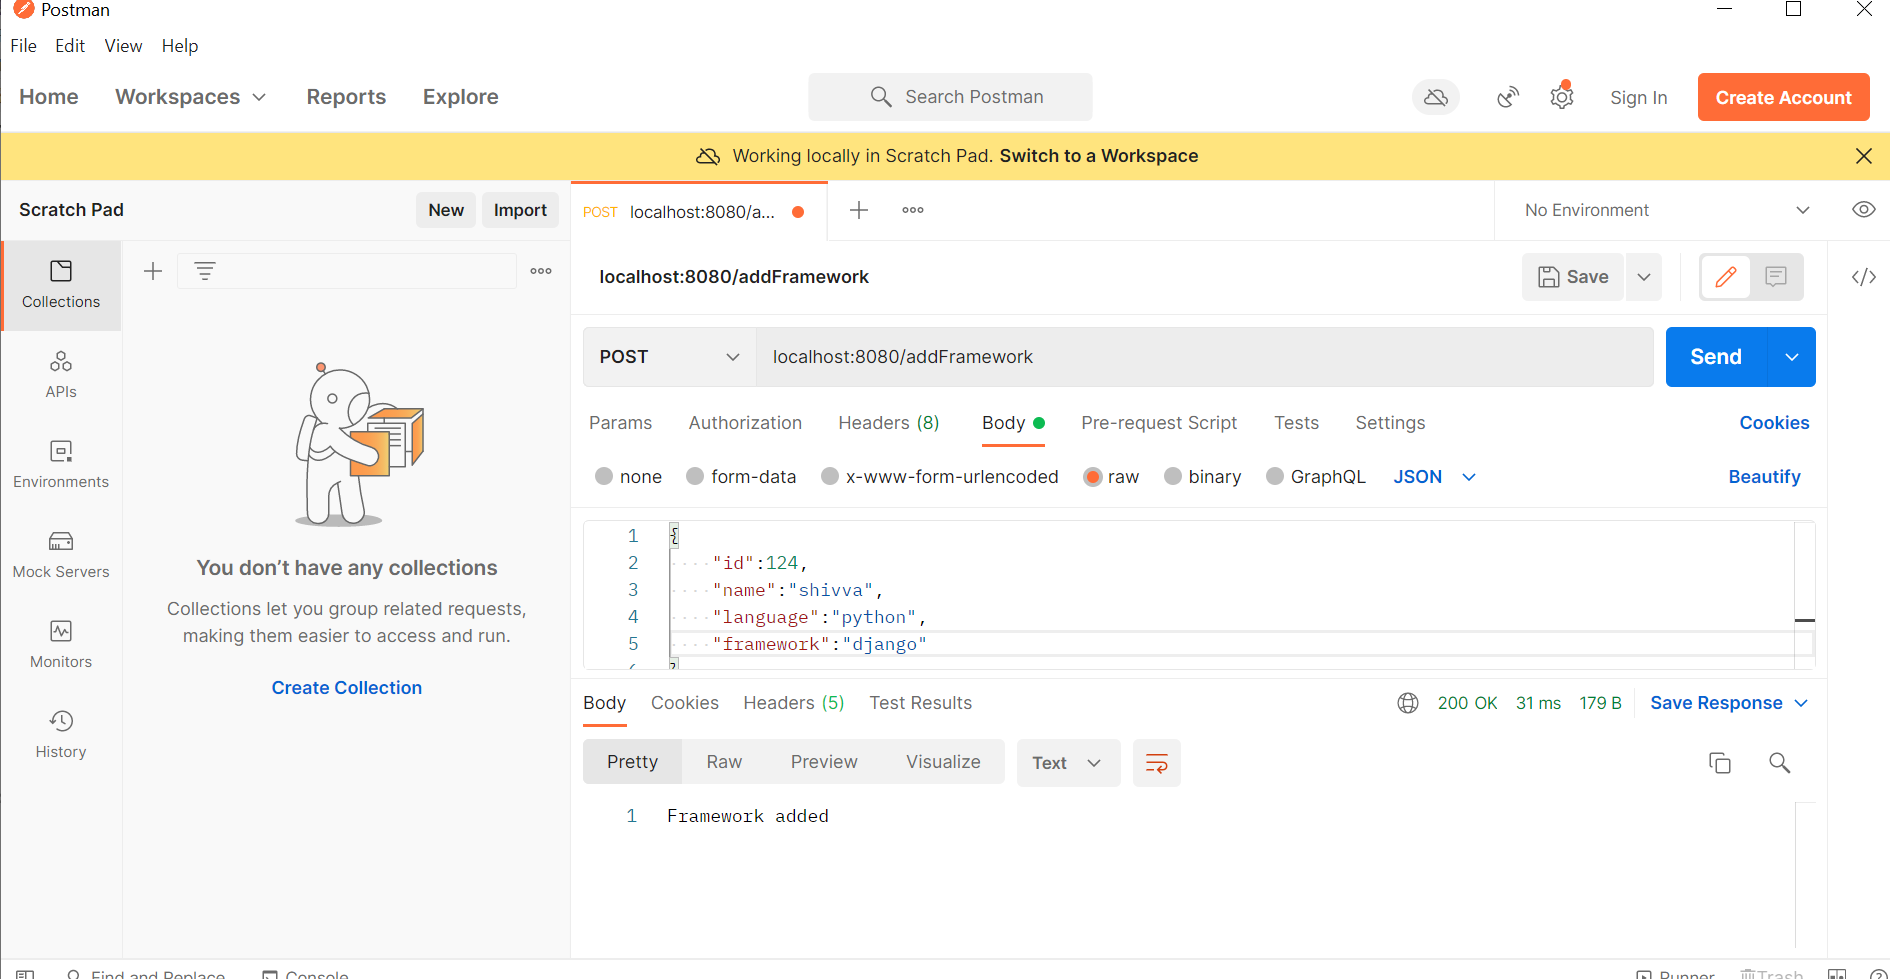 Postman
File Edit View Help
Home Workspaces Reports Explore Search Postman Sign In Create Account
Working locally in Scratch Pad. Switch to a Workspace
Scratch Pad New Import
POST localhost:8080/a... No Environment
Collections
APIs
Environments
Mock Servers
Monitors
History
You don’t have any collections
Collections let you group related requests,
making them easier to access and run.
Create Collection
localhost:8080/addFramework Save
POST localhost:8080/addFramework Send
Params Authorization Headers (8) Body Pre-request Script Tests Settings Cookies
none form-data x-www-form-urlencoded raw binary GraphQL JSON Beautify
1 {
2 "id":124,
3 "name":"shivva",
4 "language":"python",
5 "framework":"django"
6 }
Body Cookies Headers (5) Test Results 200 OK 31 ms 179 B Save Response
Pretty Raw Preview Visualize Text
1 Framework added
Find and Replace Console Runner Trash